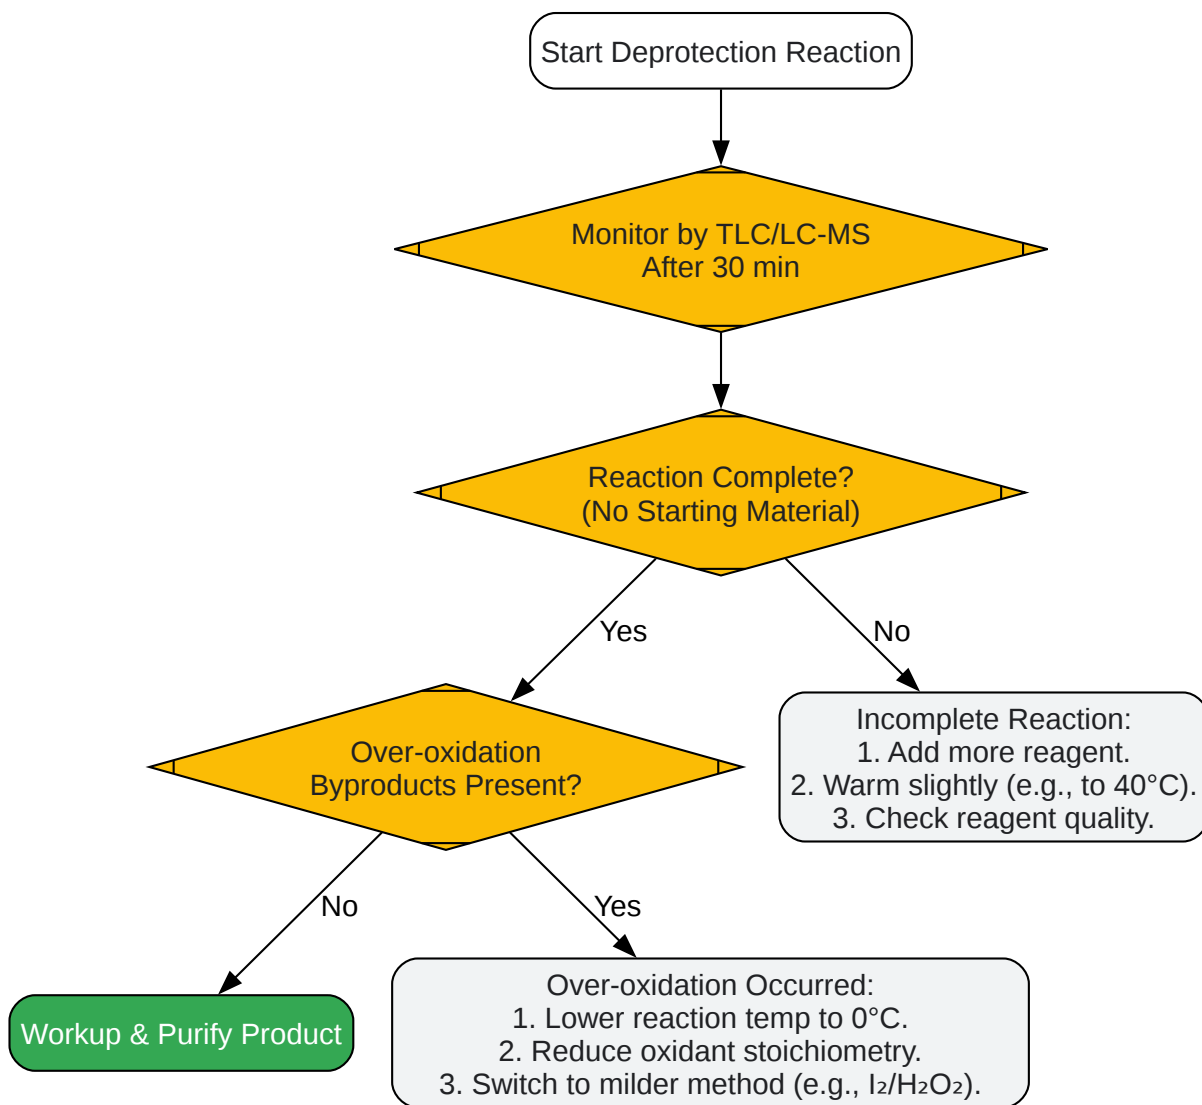 Start Deprotection Reaction
Monitor by TLC/LC-MS
After 30 min
Reaction Complete?
(No Starting Material)
Yes
No
Over-oxidation
Byproducts Present?
Incomplete Reaction:
1. Add more reagent.
2. Warm slightly (e.g., to 40°C).
3. Check reagent quality.
No
Yes
Workup & Purify Product
Over-oxidation Occurred:
1. Lower reaction temp to 0°C.
2. Reduce oxidant stoichiometry.
3. Switch to milder method (e.g., I₂/H₂O₂).